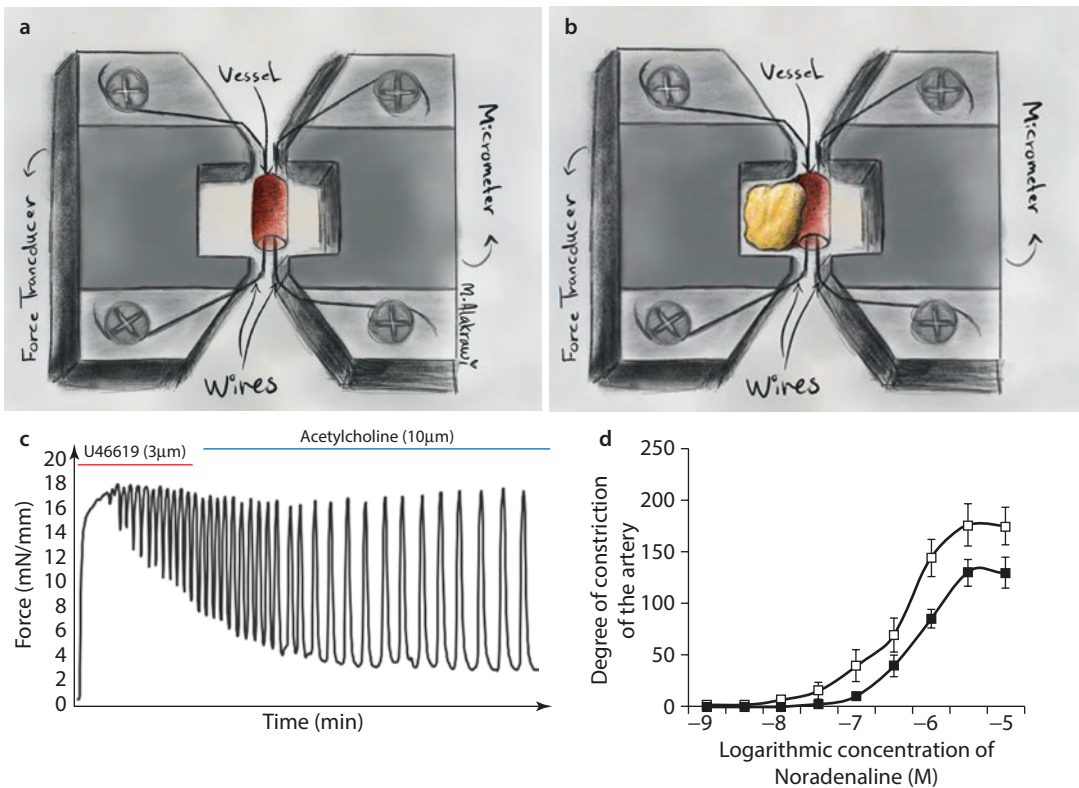 a
Vessel
Force Tranducer
Micrometer
Wires
M.Alakrawi
b
Vessel
Force Tranducer
Micrometer
Wires
c
U46619 (3μm)
Acetylcholine (10μm)
Force (mN/mm)
20
18
16
14
12
10
8
6
4
2
0
Time (min)
d
Degree of constriction
of the artery
250
200
150
100
50
0
−9
−8
−7
−6
−5
Logarithmic concentration of
Noradenaline (M)